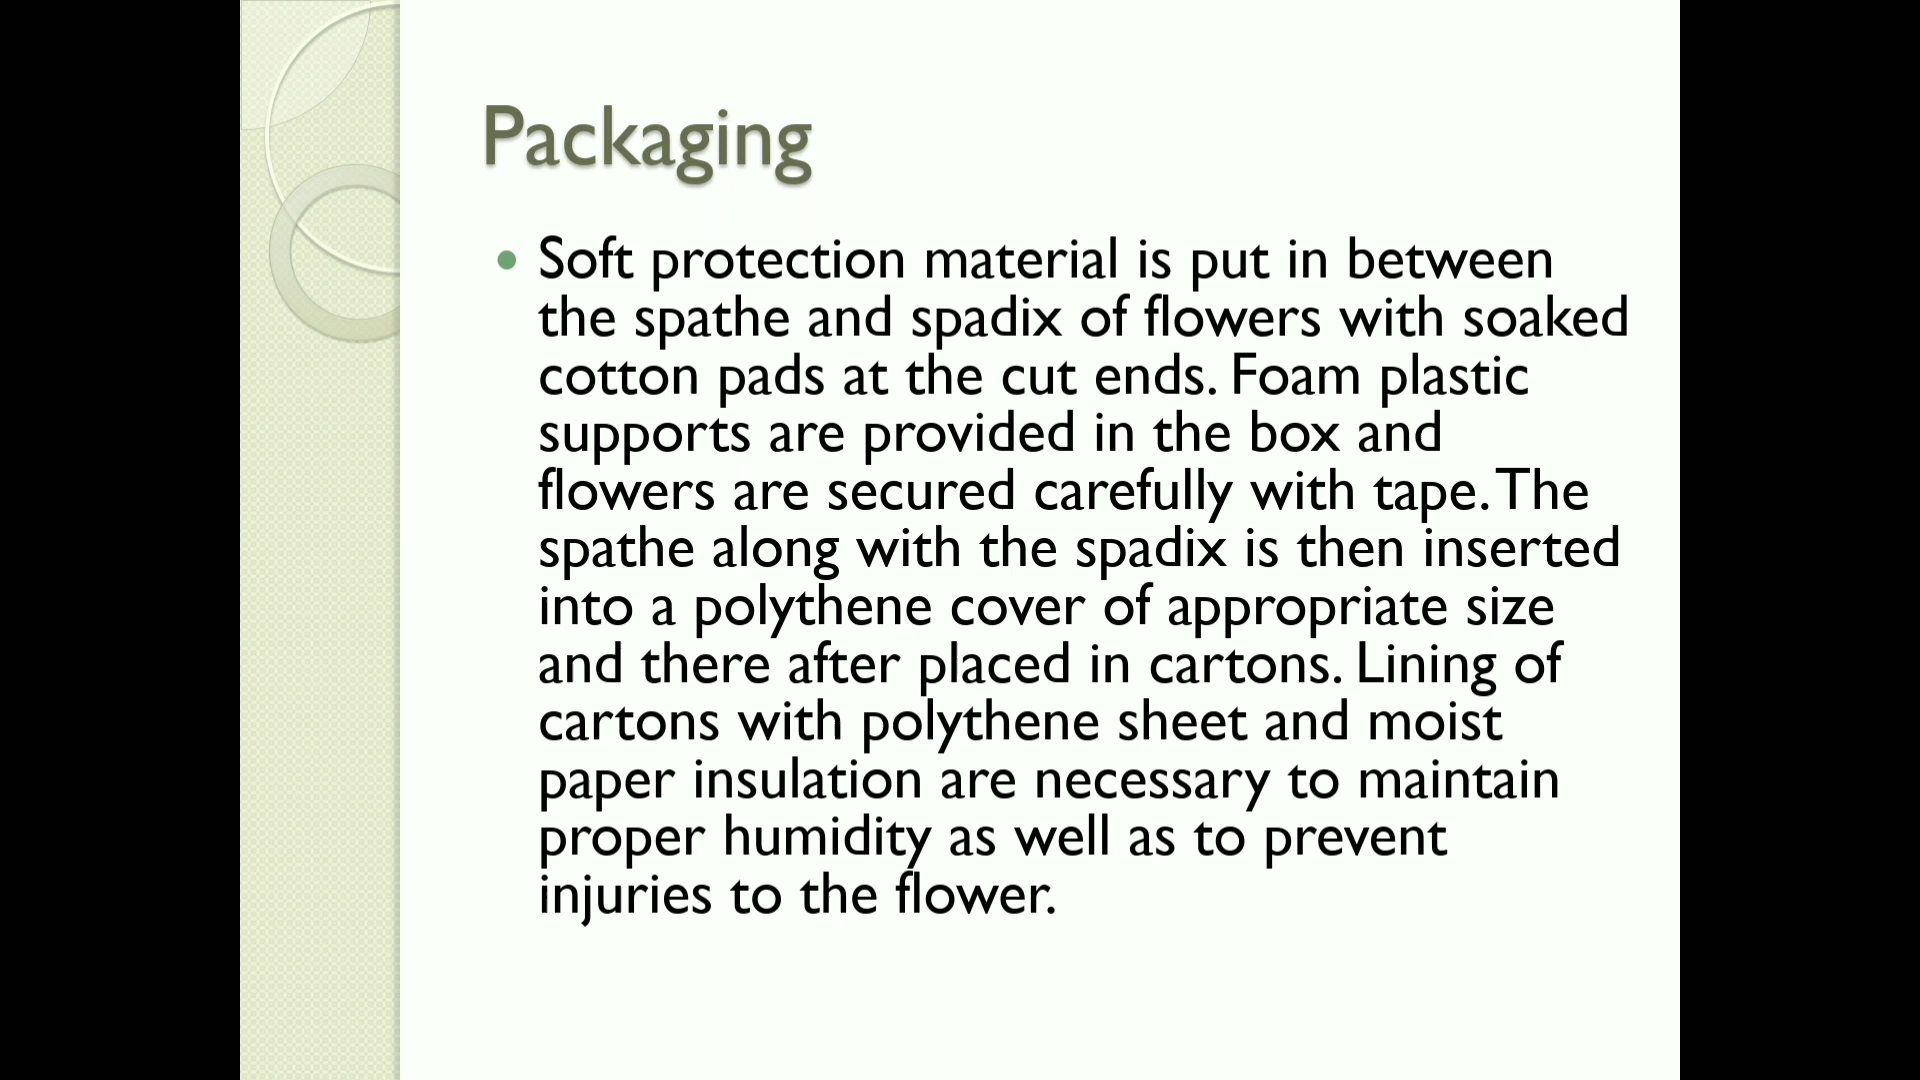 Packaging
• Soft protection material is put in between
the spathe and spadix of flowers with soaked
cotton pads at the cut ends. Foam plastic
supports are provided in the box and
flowers are secured carefully with tape. The
spathe along with the spadix is then inserted
into a polythene cover of appropriate size
and there after placed in cartons. Lining of
cartons with polythene sheet and moist
paper insulation are necessary to maintain
proper humidity as well as to prevent
injuries to the flower.